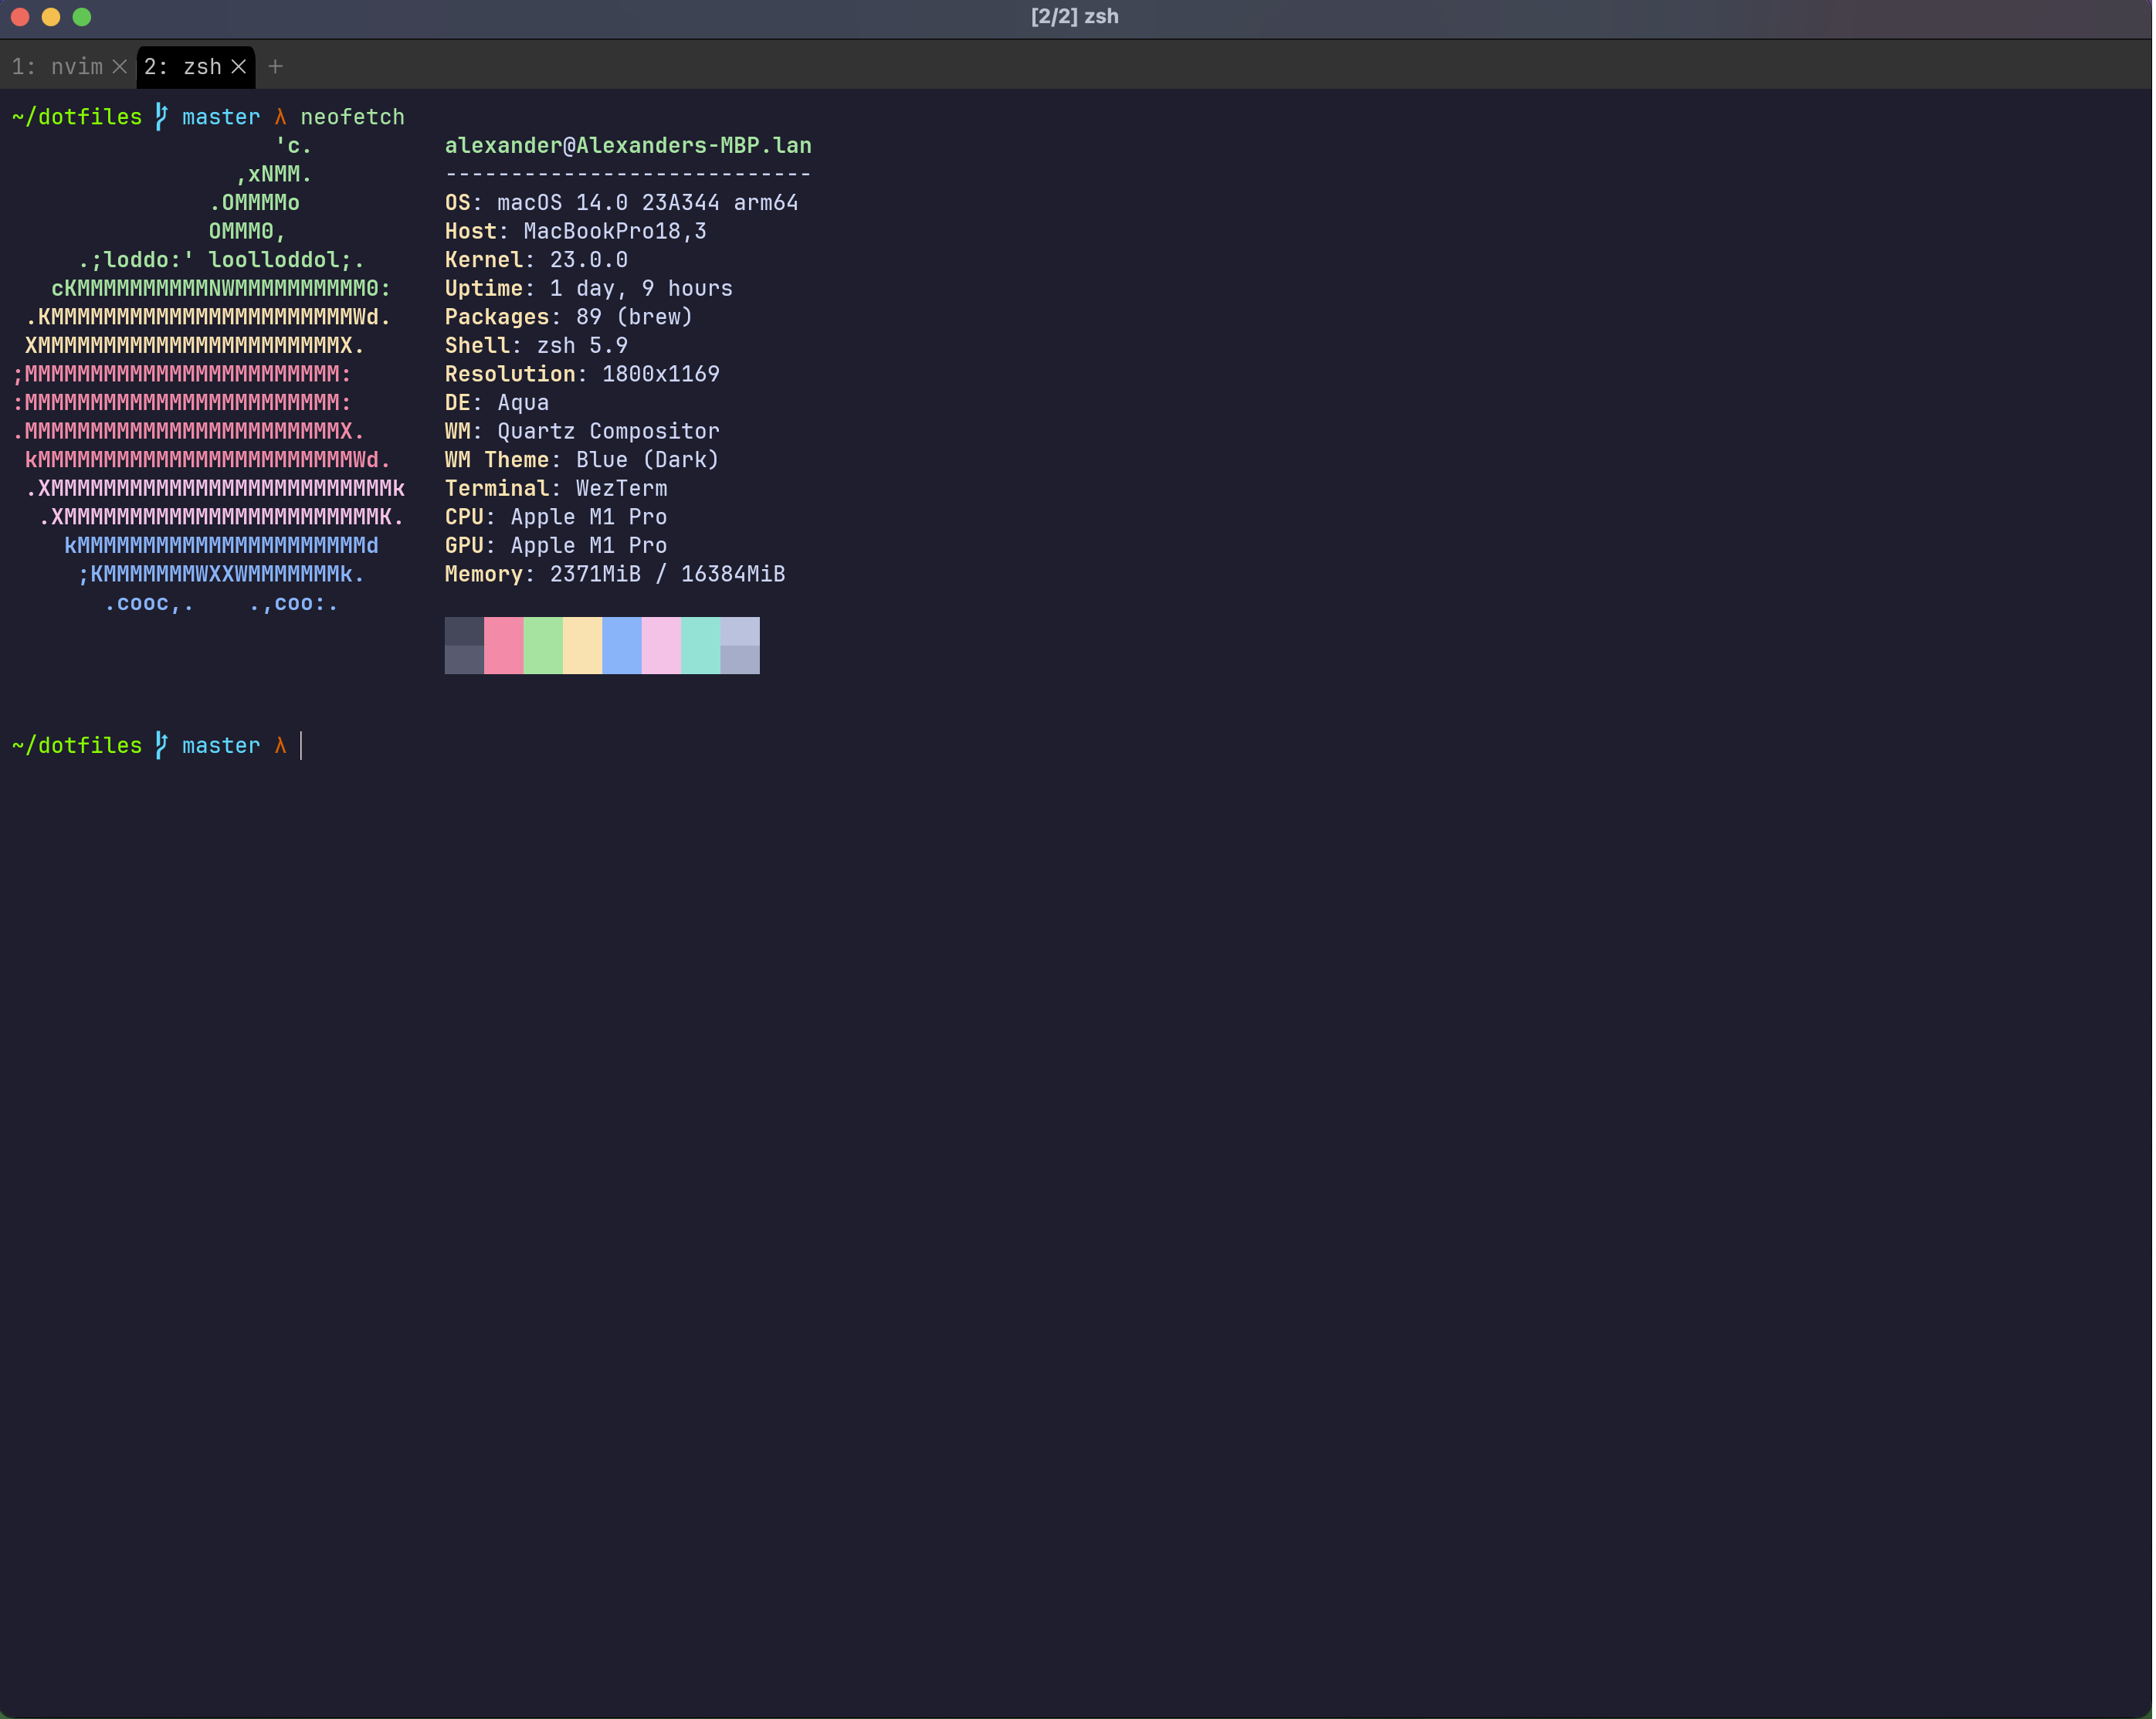 [2/2] zsh
1: nvim × 2: zsh × +
~/dotfiles master λ neofetch
'c. alexander@Alexanders-MBP.lan
,xNMM. ----------------------------
.OMMMMo OS: macOS 14.0 23A344 arm64
OMMM0, Host: MacBookPro18,3
.;loddo:' loolloddol;. Kernel: 23.0.0
cKMMMMMMMMMMNWMMMMMMMMMM0: Uptime: 1 day, 9 hours
.KMMMMMMMMMMMMMMMMMMMMMMMWd. Packages: 89 (brew)
XMMMMMMMMMMMMMMMMMMMMMMMX. Shell: zsh 5.9
;MMMMMMMMMMMMMMMMMMMMMMMM: Resolution: 1800x1169
:MMMMMMMMMMMMMMMMMMMMMMMM: DE: Aqua
.MMMMMMMMMMMMMMMMMMMMMMMMX. WM: Quartz Compositor
kMMMMMMMMMMMMMMMMMMMMMMMMWd. WM Theme: Blue (Dark)
.XMMMMMMMMMMMMMMMMMMMMMMMMMMk Terminal: WezTerm
.XMMMMMMMMMMMMMMMMMMMMMMMMK. CPU: Apple M1 Pro
kMMMMMMMMMMMMMMMMMMMMMMd GPU: Apple M1 Pro
;KMMMMMMMWXXWMMMMMMMk. Memory: 2371MiB / 16384MiB
.cooc,. .,coo:.
~/dotfiles master λ